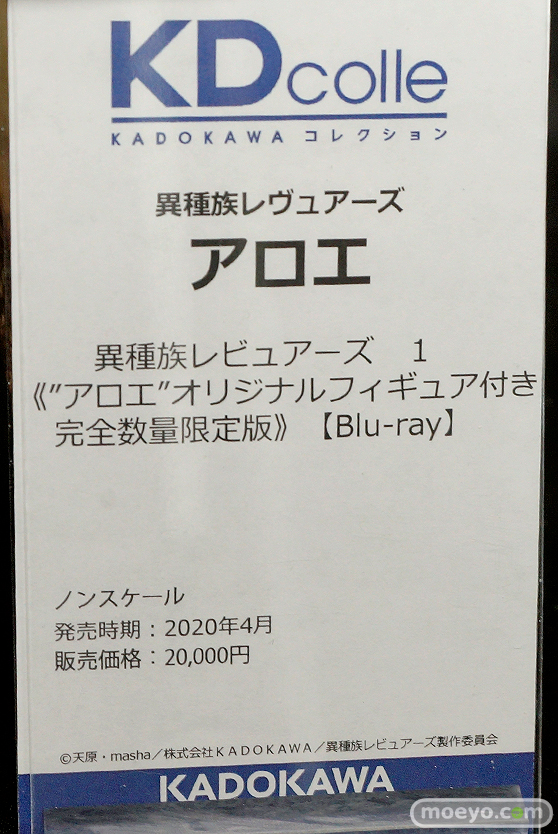 KDcolle
KADOKAWA コレクション
異種族レヴュアーズ
アロエ
異種族レビュアーズ　1
《”アロエ”オリジナルフィギュア付き
完全数量限定版》【Blu-ray】
ノンスケール
発売時期：2020年4月
販売価格：20,000円
©天原・masha／株式会社KADOKAWA／異種族レビュアーズ製作委員会
KADOKAWA
moeyo.com